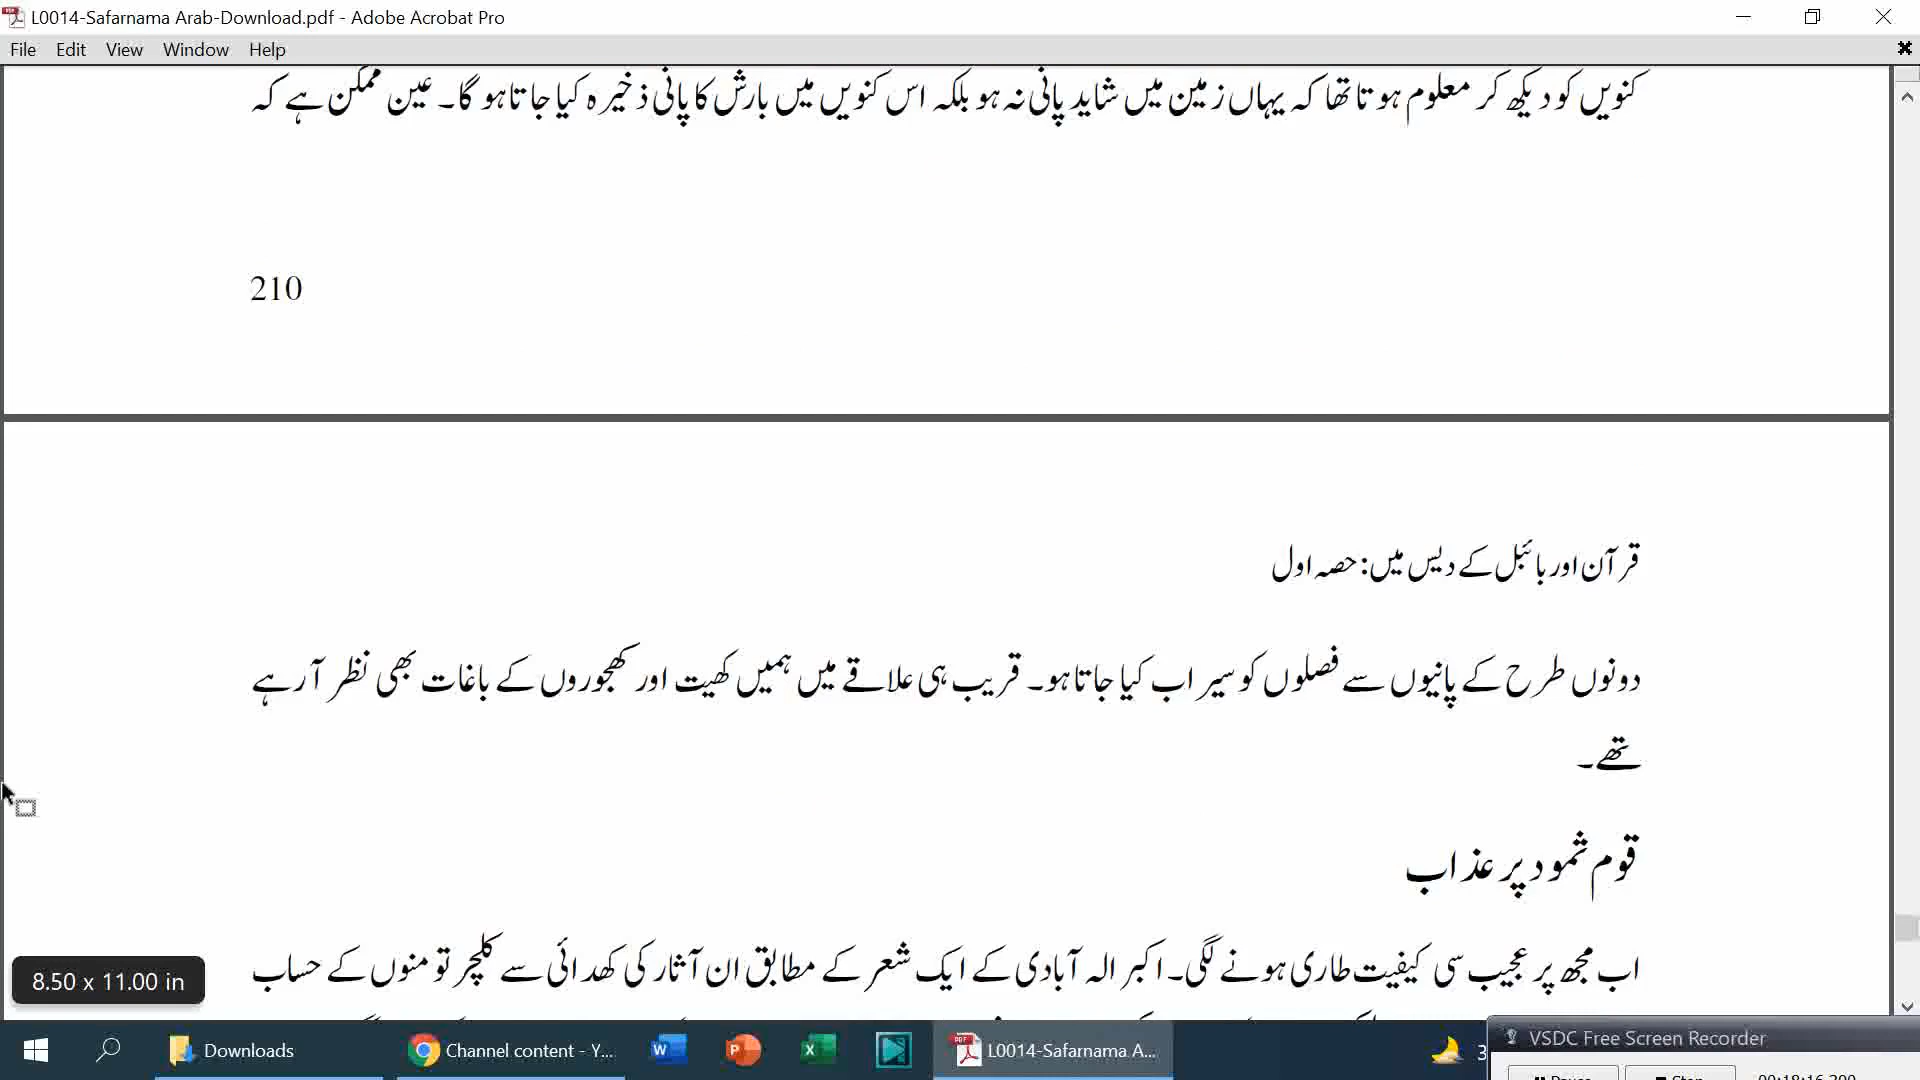 L0014-Safarnama Arab-Download.pdf - Adobe Acrobat Pro
File Edit View Window Help
کنویں کو دیکھ کر معلوم ہوتا تھا کہ یہاں زمین میں شاید پانی نہ ہو بلکہ اس کنویں میں بارش کا پانی ذخیرہ کیا جاتا ہو گا۔ عین ممکن ہے کہ
210
قرآن اور بائبل کے دیس میں: حصہ اول
دونوں طرح کے پانیوں سے فصلوں کو سیراب کیا جاتا ہو۔ قریب ہی علاقے میں ہمیں کھیت اور کھجوروں کے باغات بھی نظر آ رہے
تھے۔
قوم ثمود پر عذاب
اب مجھ پر عجیب سی کیفیت طاری ہونے لگی۔ اکبر الہ آبادی کے ایک شعر کے مطابق ان آثار کی کھدائی سے کلچر تو منوں کے حساب
8.50 x 11.00 in
Downloads
Channel content - Y...
L0014-Safarnama A...
VSDC Free Screen Recorder